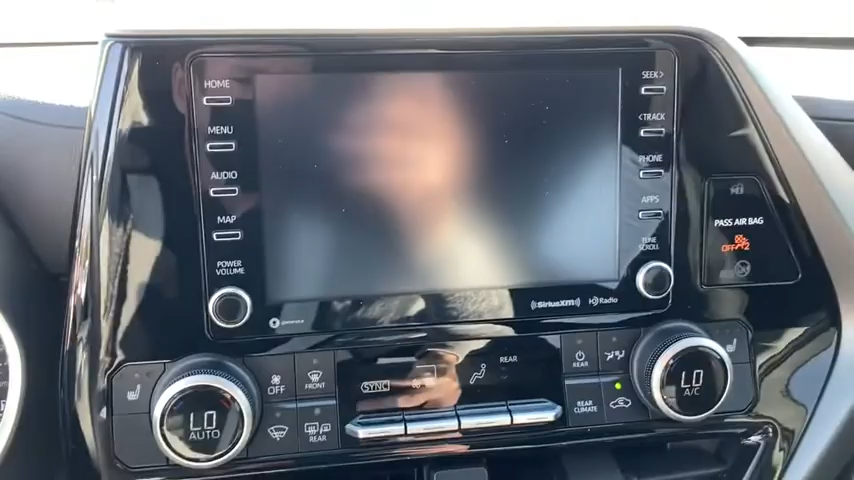 HOME
MENU
AUDIO
MAP
POWER
VOLUME
SEEK>
<TRACK
PHONE
APPS
TUNE
SCROLL
SiriusXM
HD Radio
PASS AIR BAG
OFF 2
OFF
FRONT
REAR
SYNC
REAR
REAR
CLIMATE
LO
AUTO
LO
A/C